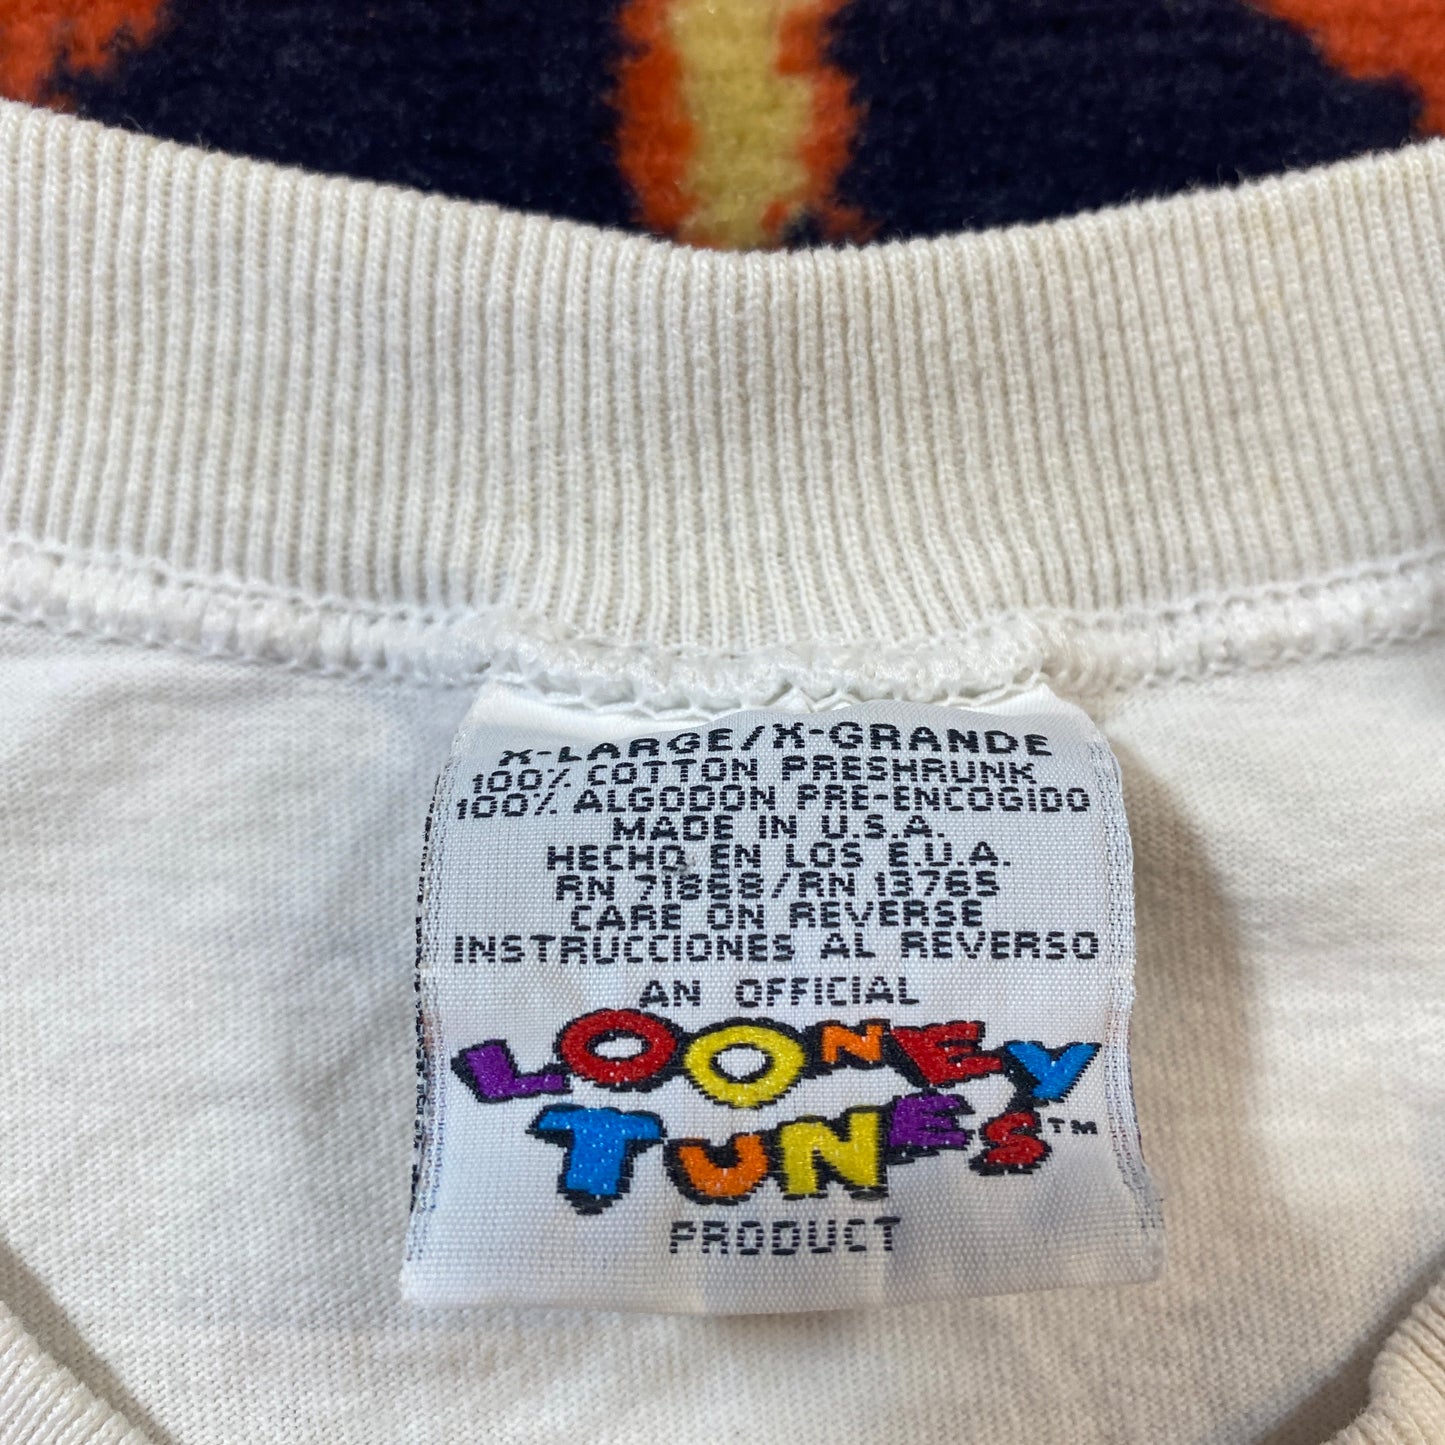 X-LARGE/X-GRANDE
100% COTTON PRESHRUNK
100% ALGODON PRE-ENCOGIDO
MADE IN U.S.A.
HECHO EN LOS E.U.A.
RN 71868/RN 13765
CARE ON REVERSE
INSTRUCCIONES AL REVERSO
AN OFFICIAL
LOONEY
TUNES™
PRODUCT